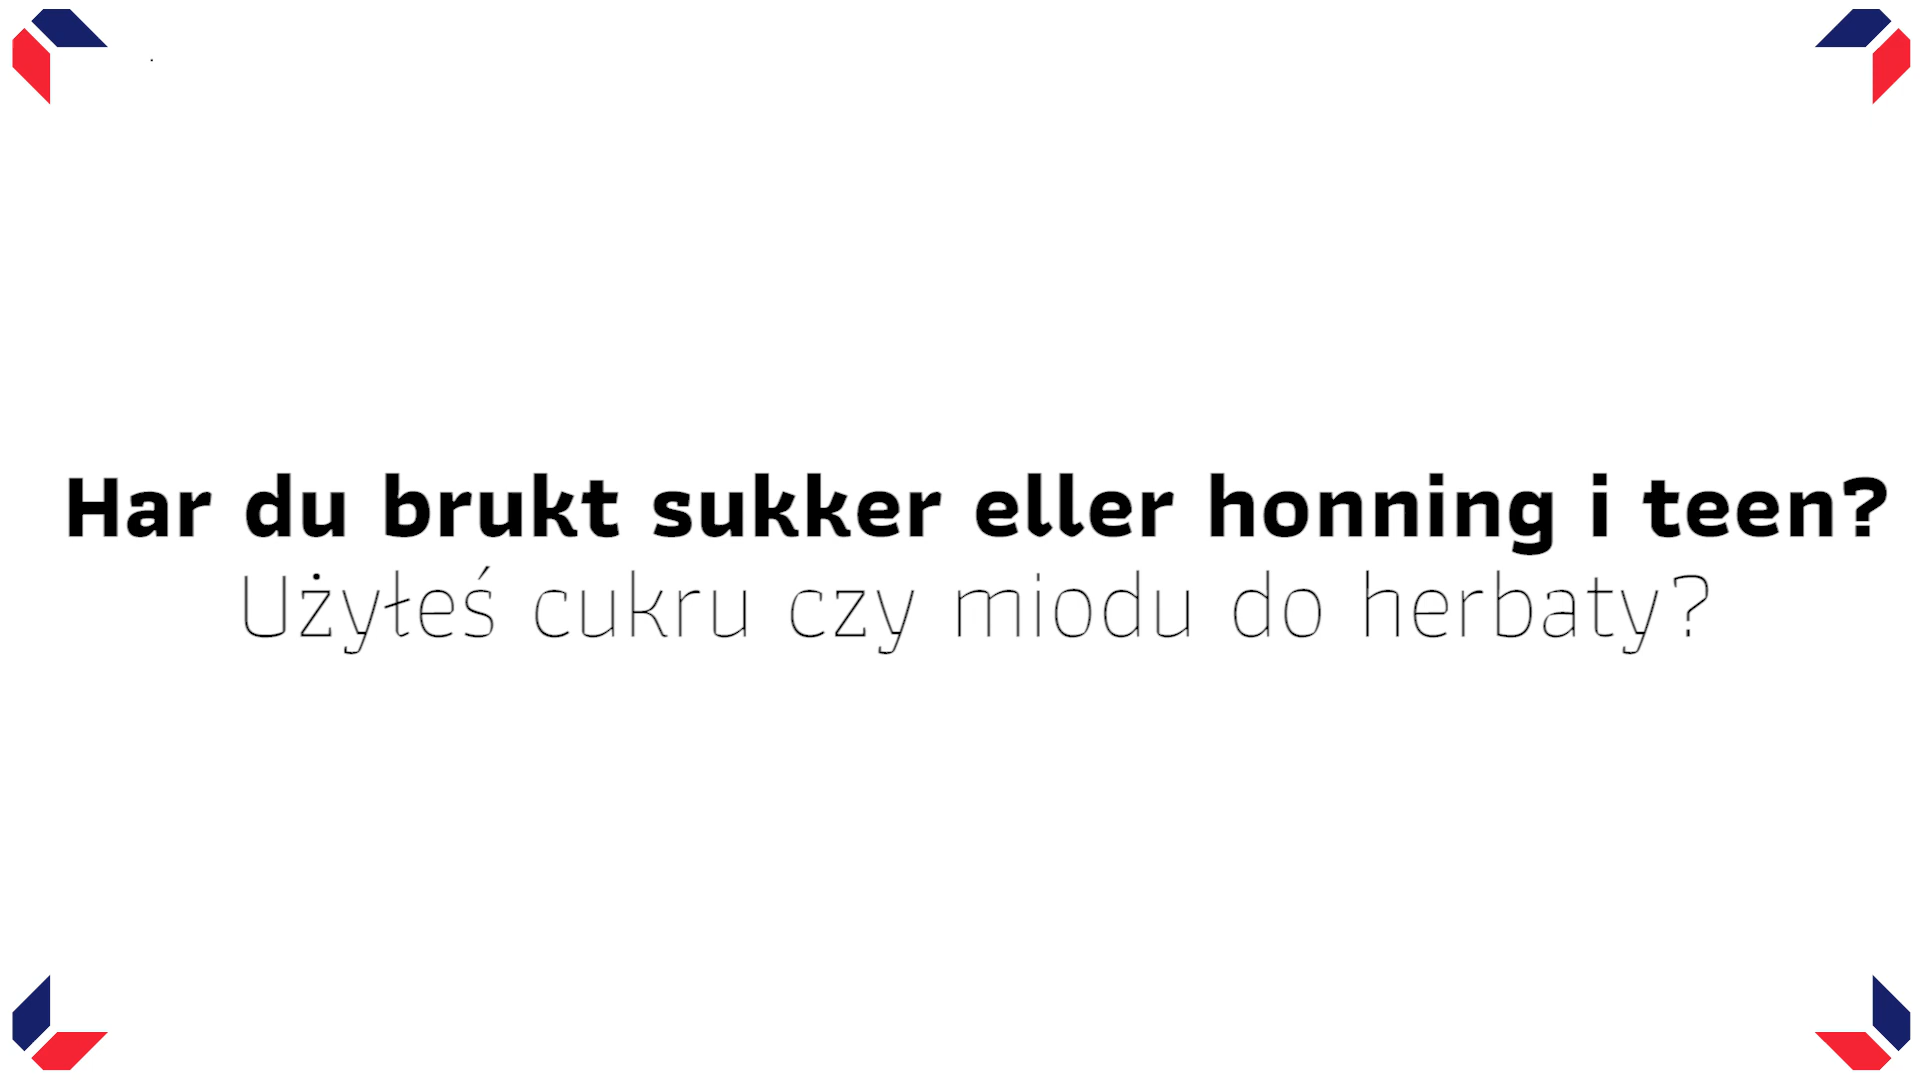 Har du brukt sukker eller honning i teen?
Użyłeś cukru czy miodu do herbaty?